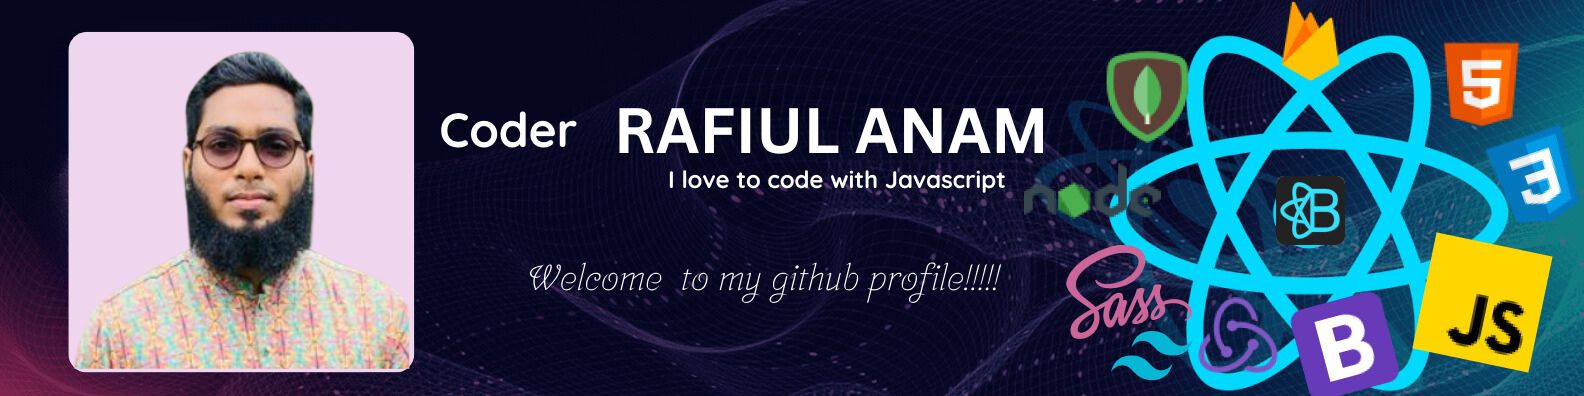 Coder RAFIUL ANAM
I love to code with Javascript
Welcome to my github profile!!!!!
5
3
node
B
Sass
B
JS